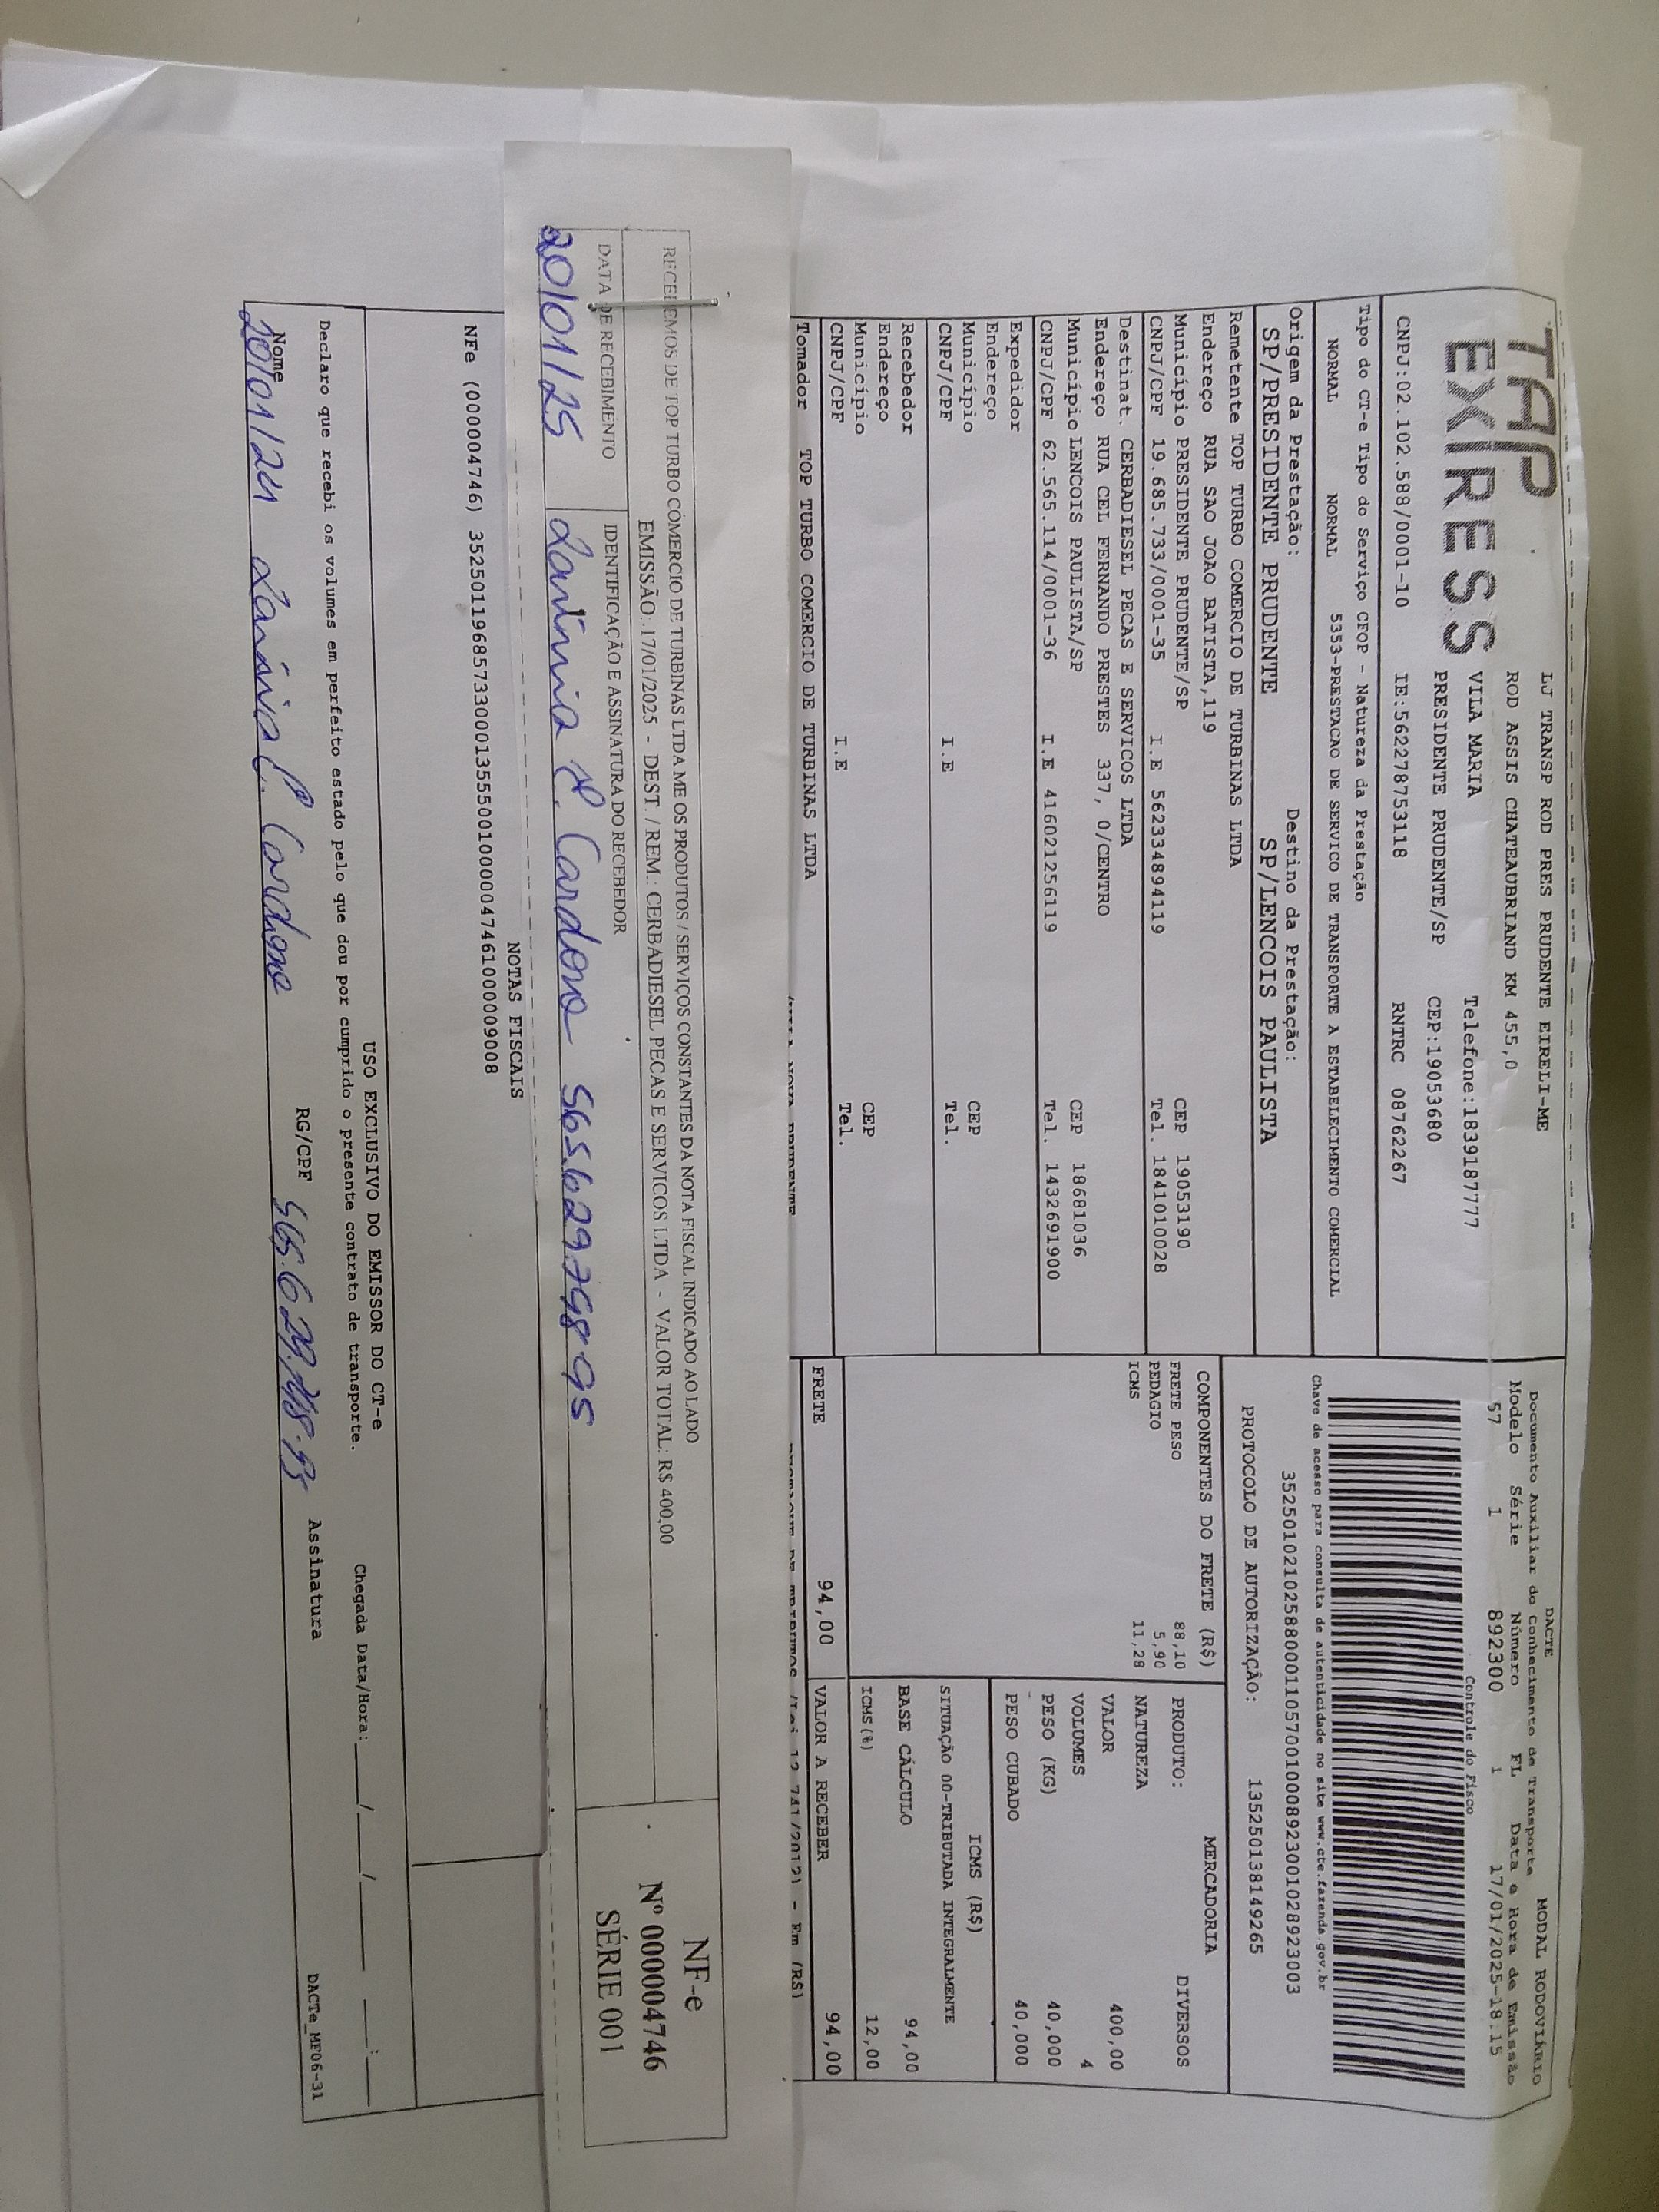 TAP
EXPRESS
LJ TRANSP ROD PRES PRUDENTE EIRELI-ME
ROD ASSIS CHATEAUBRIAND KM 455,0
VILA MARIA Telefone:1839187777
PRESIDENTE PRUDENTE/SP CEP:19053680
CNPJ:02.102.588/0001-10 IE:562278753118 RNTRC 08762267
DACTE MODAL RODOVIÁRIO
Documento Auxiliar do Conhecimento de Transporte
Modelo Série Número FL Data e Hora de Emissão
57 1 892300 1 17/01/2025-18.15
Controle do Fisco
Chave de acesso para consulta de autenticidade no site www.cte.fazenda.gov.br
35250102102588000110570010008923001028923003
PROTOCOLO DE AUTORIZAÇÃO: 135250138149265
Tipo do CT-e Tipo do Serviço CFOP - Natureza da Prestação
NORMAL NORMAL 5353-PRESTACAO DE SERVICO DE TRANSPORTE A ESTABELECIMENTO COMERCIAL
Origem da Prestação: Destino da Prestação:
SP/PRESIDENTE PRUDENTE SP/LENCOIS PAULISTA
Remetente TOP TURBO COMERCIO DE TURBINAS LTDA
Endereço RUA SAO JOAO BATISTA,119
Município PRESIDENTE PRUDENTE/SP CEP 19053190
CNPJ/CPF 19.685.733/0001-35 I.E 562334894119 Tel. 1841010028
Destinat. CERBADIESEL PECAS E SERVICOS LTDA
Endereço RUA CEL FERNANDO PRESTES 337, 0/CENTRO
Município LENCOIS PAULISTA/SP CEP 18681036
CNPJ/CPF 62.565.114/0001-36 I.E 416021256119 Tel. 1432691900
Expedidor
Endereço
Município CEP
CNPJ/CPF I.E Tel.
Recebedor
Endereço
Município CEP
CNPJ/CPF I.E Tel.
Tomador TOP TURBO COMERCIO DE TURBINAS LTDA
COMPONENTES DO FRETE (R$)
FRETE PESO 88,10
PEDAGIO 5,90
ICMS 11,28
MERCADORIA
PRODUTO: DIVERSOS
NATUREZA
VALOR 400,00
VOLUMES 4
PESO (KG) 40,000
PESO CUBADO 40,000
ICMS (R$)
SITUAÇÃO 00-TRIBUTADA INTEGRALMENTE
BASE CÁLCULO 94,00
ICMS(%) 12,00
FRETE 94,00 VALOR A RECEBER 94,00
RECEBEMOS DE TOP TURBO COMERCIO DE TURBINAS LTDA ME OS PRODUTOS / SERVIÇOS CONSTANTES DA NOTA FISCAL INDICADO AO LADO
EMISSÃO: 17/01/2025 - DEST. / REM.: CERBADIESEL PECAS E SERVICOS LTDA - VALOR TOTAL: R$ 400,00
DATA DE RECEBIMENTO IDENTIFICAÇÃO E ASSINATURA DO RECEBEDOR
20/01/25 Cardoso 565.629.798-95
NF-e
Nº 000004746
SÉRIE 001
NOTAS FISCAIS
NFe (000004746) 35250119685733000135550010000047461000009008
USO EXCLUSIVO DO EMISSOR DO CT-e
Declaro que recebi os volumes em perfeito estado pelo que dou por cumprido o presente contrato de transporte. Chegada Data/Hora:____/____/______ ___:___
Nome RG/CPF Assinatura
20/01/24 Cardoso
DACTe_MF06-31